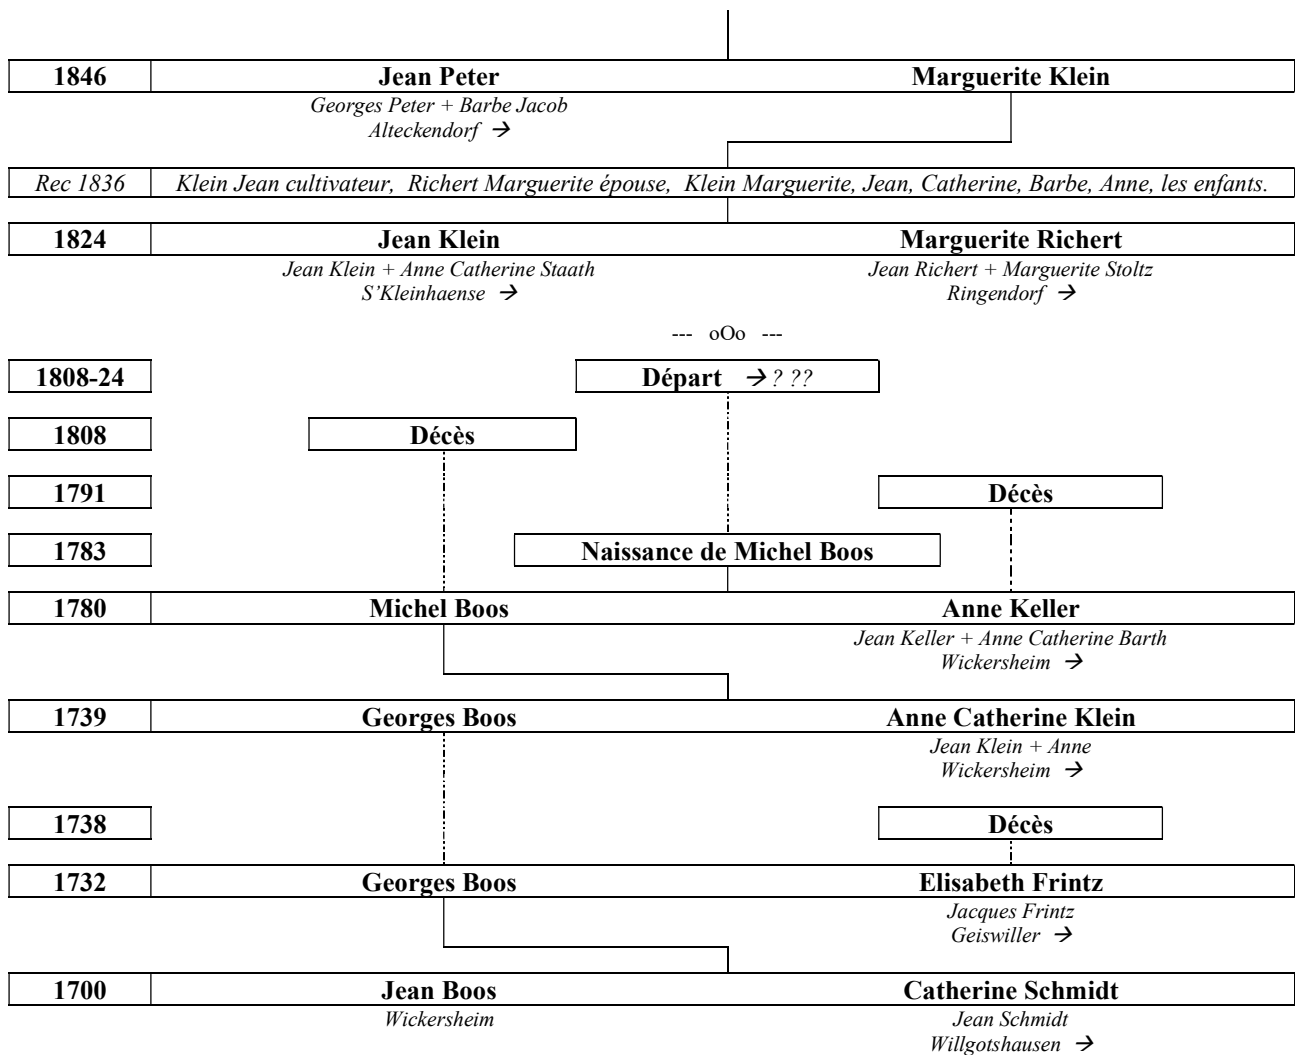 1846 Jean Peter Marguerite Klein
Georges Peter + Barbe Jacob
Alteckendorf →
Rec 1836 Klein Jean cultivateur, Richert Marguerite épouse, Klein Marguerite, Jean, Catherine, Barbe, Anne, les enfants.
1824 Jean Klein Marguerite Richert
Jean Klein + Anne Catherine Staath Jean Richert + Marguerite Stoltz
S'Kleinhaense → Ringendorf →
--- oOo ---
1808-24 Départ → ? ??
1808 Décès
1791 Décès
1783 Naissance de Michel Boos
1780 Michel Boos Anne Keller
Jean Keller + Anne Catherine Barth
Wickersheim →
1739 Georges Boos Anne Catherine Klein
Jean Klein + Anne
Wickersheim →
1738 Décès
1732 Georges Boos Elisabeth Frintz
Jacques Frintz
Geiswiller →
1700 Jean Boos Catherine Schmidt
Wickersheim Jean Schmidt
Willgotshausen →